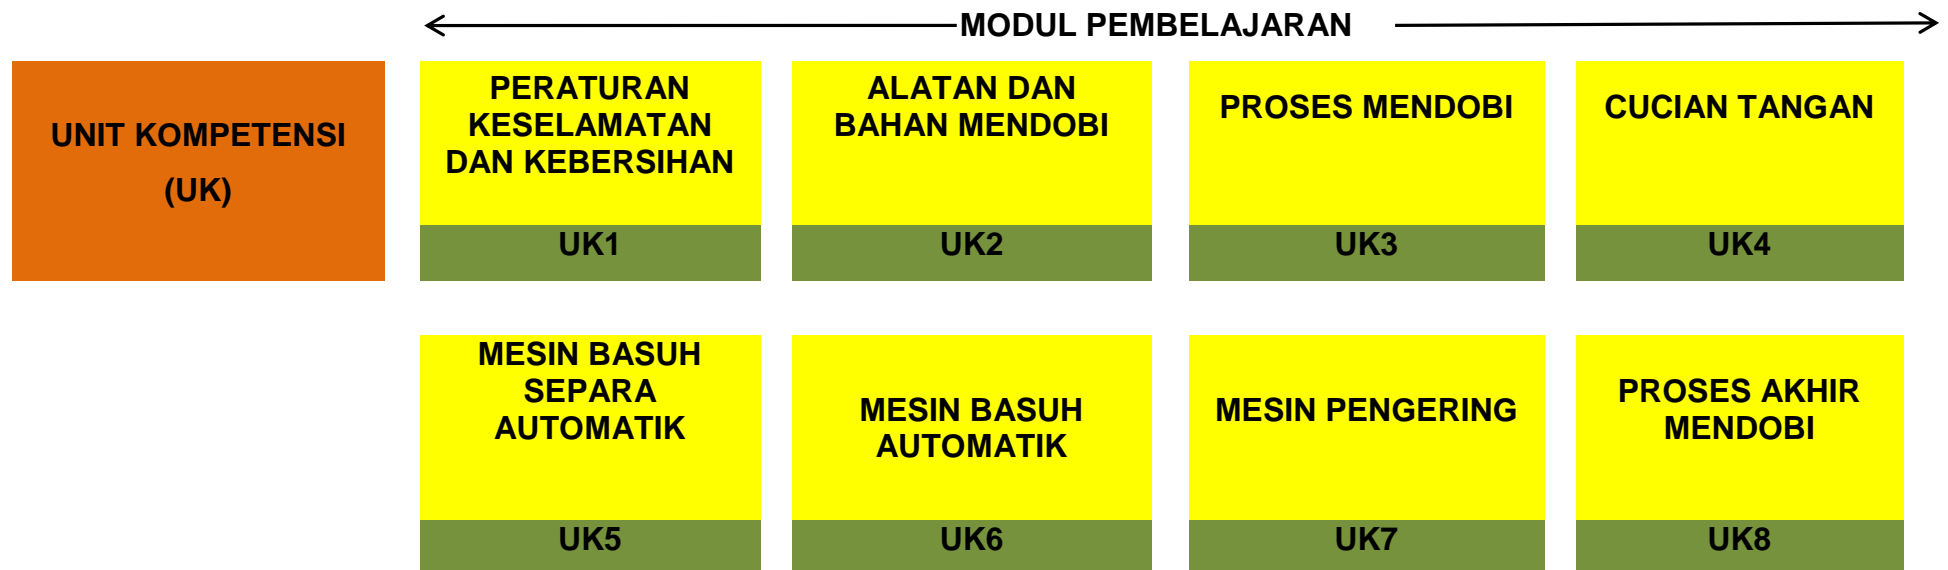 MODUL PEMBELAJARAN
UNIT KOMPETENSI
(UK)
PERATURAN
KESELAMATAN
DAN KEBERSIHAN
UK1
ALATAN DAN
BAHAN MENDOBI
UK2
PROSES MENDOBI
UK3
CUCIAN TANGAN
UK4
MESIN BASUH
SEPARA
AUTOMATIK
UK5
MESIN BASUH
AUTOMATIK
UK6
MESIN PENGERING
UK7
PROSES AKHIR
MENDOBI
UK8